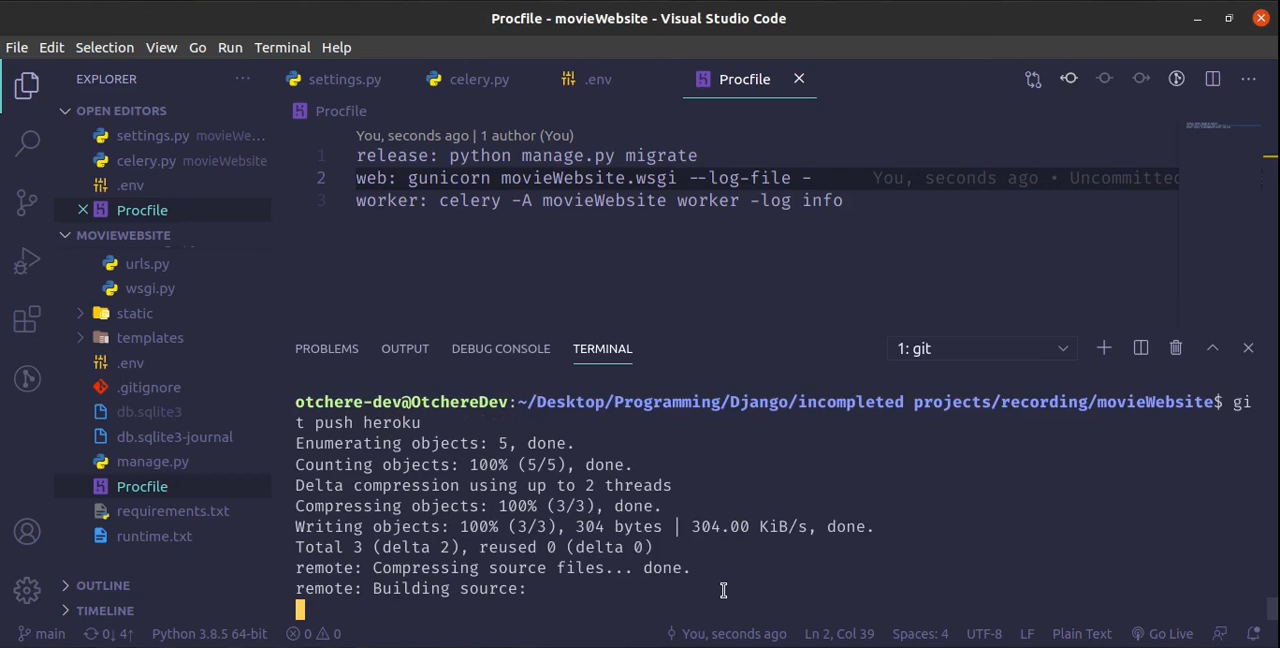 Procfile - movieWebsite - Visual Studio Code
File Edit Selection View Go Run Terminal Help
EXPLORER ···
settings.py celery.py .env Procfile
OPEN EDITORS
settings.py movieWe...
celery.py movieWebsite
.env
Procfile
MOVIEWEBSITE
urls.py
wsgi.py
static
templates
.env
.gitignore
db.sqlite3
db.sqlite3-journal
manage.py
Procfile
requirements.txt
runtime.txt
OUTLINE
TIMELINE
Procfile
You, seconds ago | 1 author (You)
1 release: python manage.py migrate
2 web: gunicorn movieWebsite.wsgi --log-file - You, seconds ago • Uncommitted
3 worker: celery -A movieWebsite worker -log info
PROBLEMS OUTPUT DEBUG CONSOLE TERMINAL 1: git
otchere-dev@OtchereDev:~/Desktop/Programming/Django/incompleted projects/recording/movieWebsite$ gi
t push heroku
Enumerating objects: 5, done.
Counting objects: 100% (5/5), done.
Delta compression using up to 2 threads
Compressing objects: 100% (3/3), done.
Writing objects: 100% (3/3), 304 bytes | 304.00 KiB/s, done.
Total 3 (delta 2), reused 0 (delta 0)
remote: Compressing source files... done.
remote: Building source:
main 0↓ 4↑ Python 3.8.5 64-bit 0 0 You, seconds ago Ln 2, Col 39 Spaces: 4 UTF-8 LF Plain Text Go Live